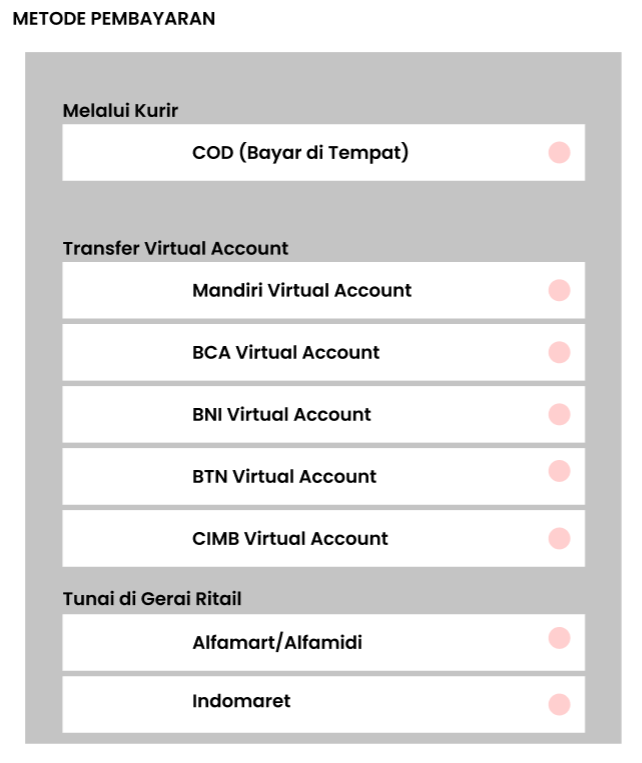 METODE PEMBAYARAN
Melalui Kurir
COD (Bayar di Tempat)
Transfer Virtual Account
Mandiri Virtual Account
BCA Virtual Account
BNI Virtual Account
BTN Virtual Account
CIMB Virtual Account
Tunai di Gerai Ritail
Alfamart/Alfamidi
Indomaret